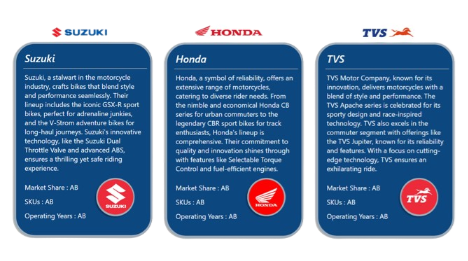 SUZUKI
Suzuki
Suzuki, a stalwart in the motorcycle
industry, crafts bikes that blend style
and performance seamlessly. Their
lineup includes the iconic GSX-R sport
bikes, perfect for adrenaline junkies,
and the V-Strom adventure bikes for
long-haul journeys. Suzuki's innovative
technology, like the Suzuki Dual
Throttle Valve and advanced ABS,
ensures a thrilling yet safe riding
experience.
Market Share : AB
SKUs : AB
Operating Years : AB
SUZUKI
HONDA
Honda
Honda, a symbol of reliability, offers an
extensive range of motorcycles,
catering to diverse rider needs. From
the nimble and economical Honda CB
series for urban commuters to the
legendary CBR sport bikes for track
enthusiasts, Honda's lineup is
comprehensive. Their commitment to
quality and innovation shines through
with features like Selectable Torque
Control and fuel-efficient engines.
Market Share : AB
SKUs : AB
Operating Years : AB
HONDA
TVS
TVS
TVS Motor Company, known for its
innovation, delivers motorcycles with a
blend of style and performance. The
TVS Apache series is celebrated for its
sporty design and race-inspired
technology. TVS also excels in the
commuter segment with offerings like
the TVS Jupiter, known for its reliability
and features. With a focus on cutting-
edge technology, TVS ensures an
exhilarating ride.
Market Share : AB
SKUs : AB
Operating Years : AB
TVS